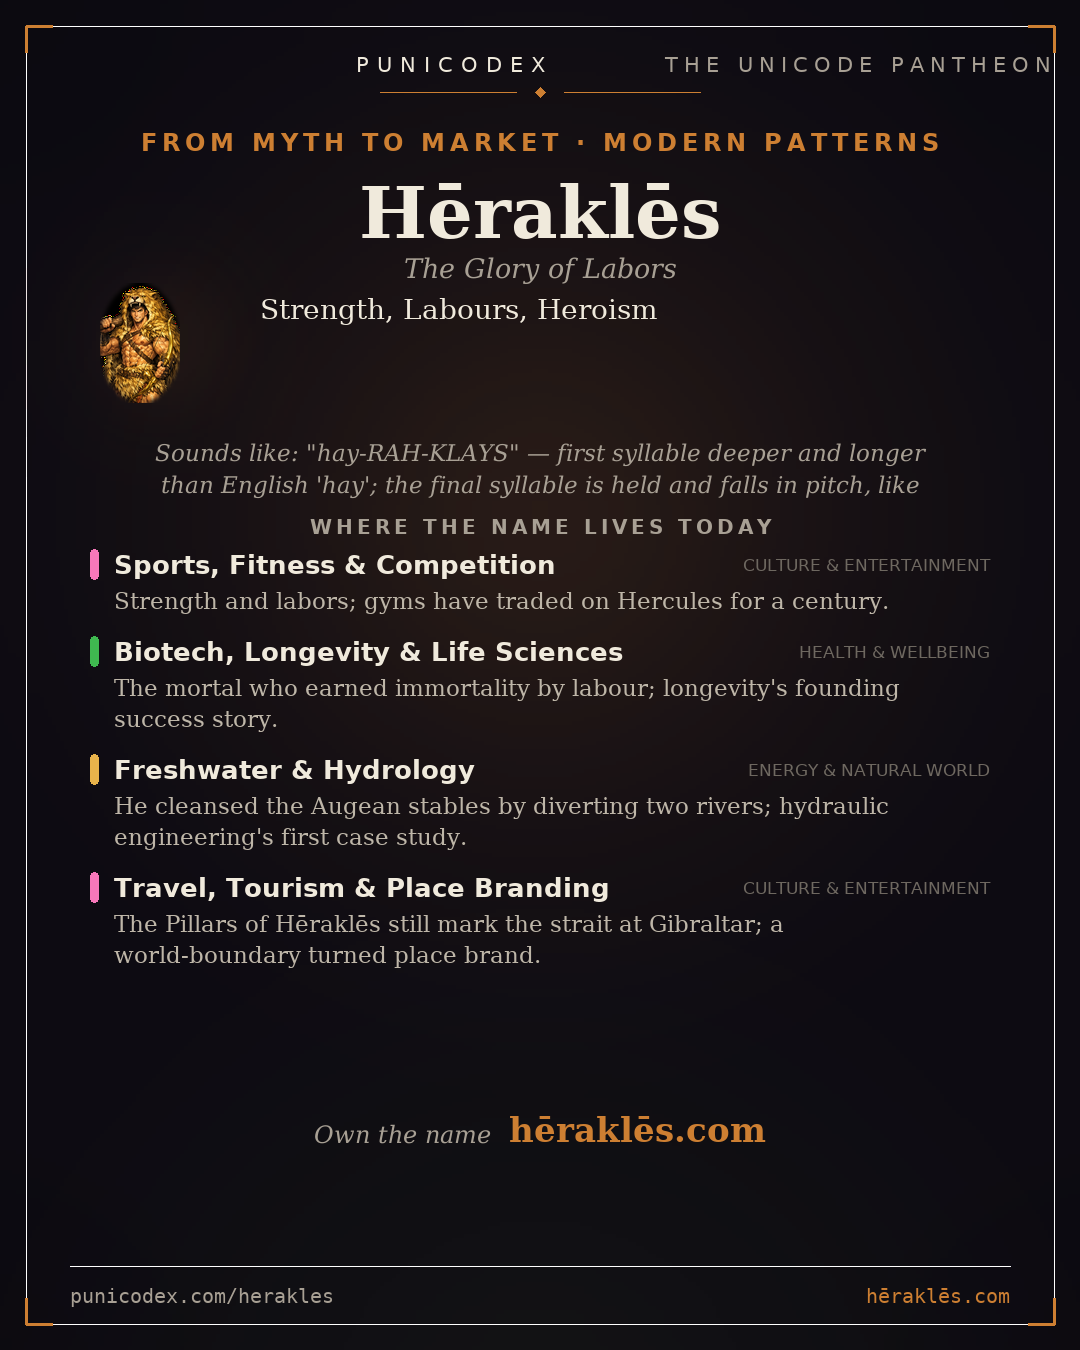 PUNICODEX THE UNICODE PANTHEON
FROM MYTH TO MARKET · MODERN PATTERNS
Hēraklēs
The Glory of Labors
Strength, Labours, Heroism
Sounds like: "hay-RAH-KLAYS" — first syllable deeper and longer
than English 'hay'; the final syllable is held and falls in pitch, like
WHERE THE NAME LIVES TODAY
Sports, Fitness & Competition CULTURE & ENTERTAINMENT
Strength and labors; gyms have traded on Hercules for a century.
Biotech, Longevity & Life Sciences HEALTH & WELLBEING
The mortal who earned immortality by labour; longevity's founding
success story.
Freshwater & Hydrology ENERGY & NATURAL WORLD
He cleansed the Augean stables by diverting two rivers; hydraulic
engineering's first case study.
Travel, Tourism & Place Branding CULTURE & ENTERTAINMENT
The Pillars of Hēraklēs still mark the strait at Gibraltar; a
world-boundary turned place brand.
Own the name hēraklēs.com
punicodex.com/herakles hēraklēs.com